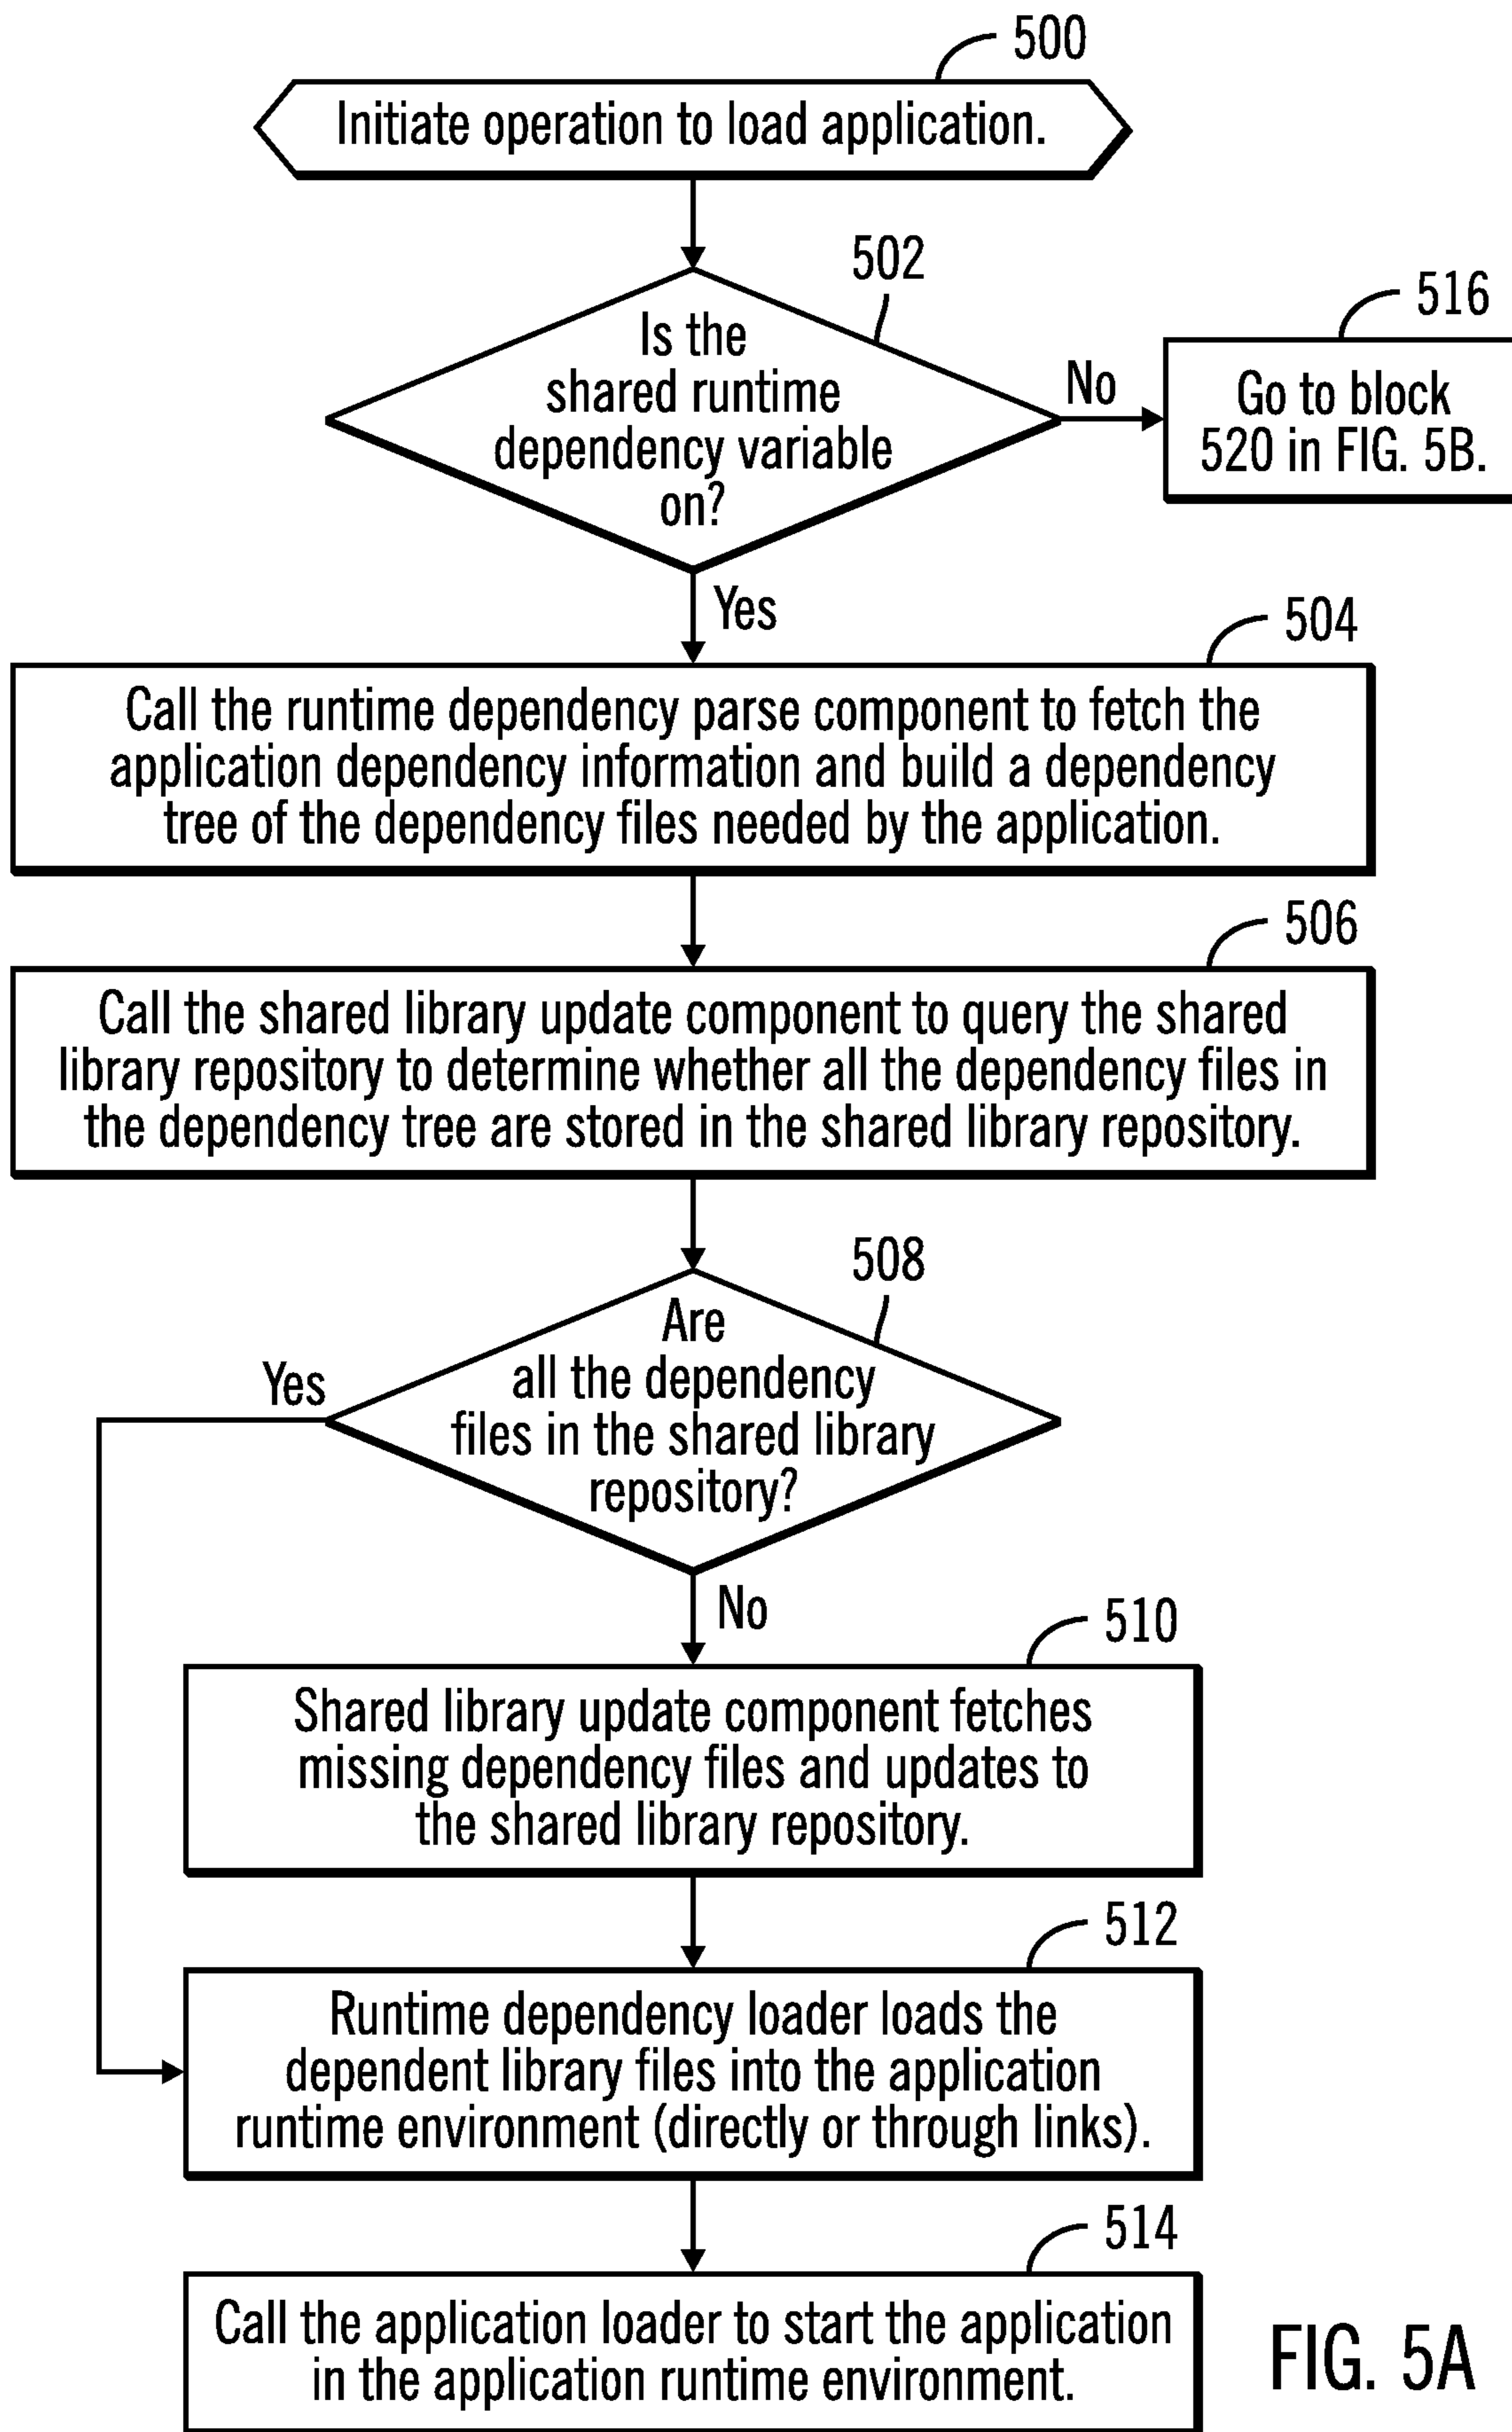 500
Initiate operation to load application.
502
516
Is the
shared runtime
dependency variable
on?
No
Go to block
520 in FIG. 5B.
Yes
504
Call the runtime dependency parse component to fetch the
application dependency information and build a dependency
tree of the dependency files needed by the application.
506
Call the shared library update component to query the shared
library repository to determine whether all the dependency files in
the dependency tree are stored in the shared library repository.
508
Are
all the dependency
files in the shared library
repository?
Yes
No
510
Shared library update component fetches
missing dependency files and updates to
the shared library repository.
512
Runtime dependency loader loads the
dependent library files into the application
runtime environment (directly or through links).
514
Call the application loader to start the application
in the application runtime environment.
FIG. 5A